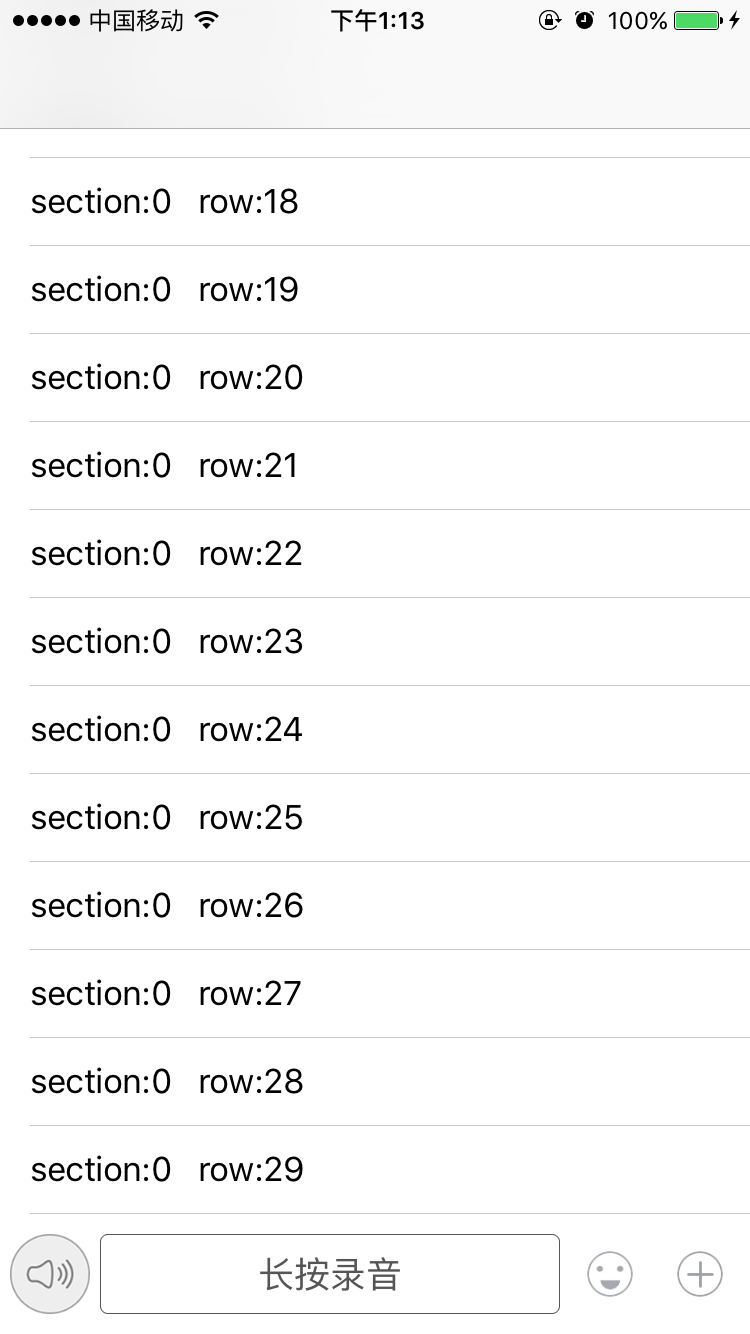 中国移动 下午1:13 100%
section:0 row:18
section:0 row:19
section:0 row:20
section:0 row:21
section:0 row:22
section:0 row:23
section:0 row:24
section:0 row:25
section:0 row:26
section:0 row:27
section:0 row:28
section:0 row:29
长按录音